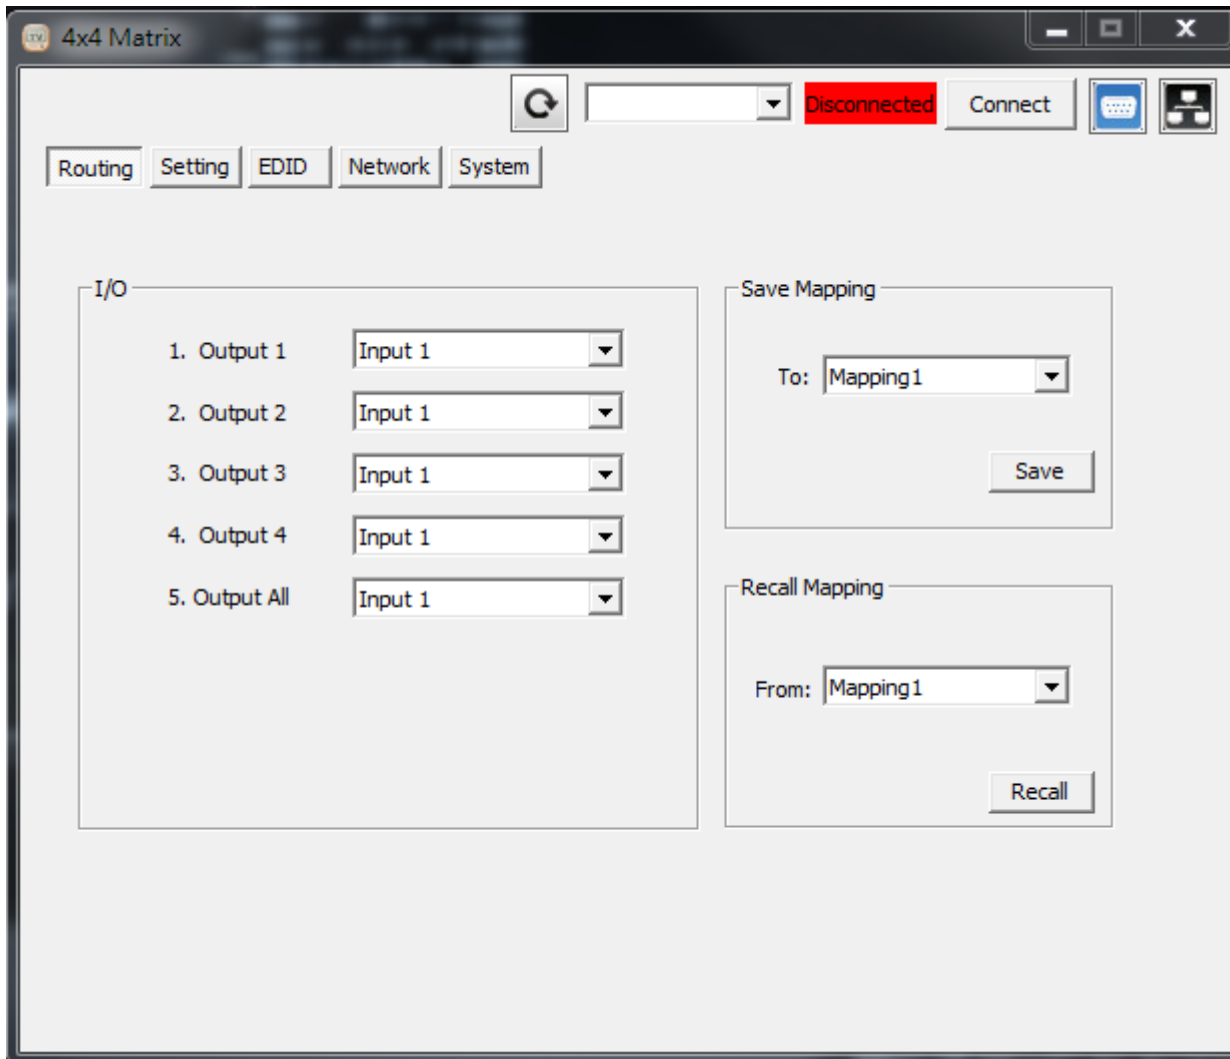 4x4 Matrix
Disconnected Connect
Routing Setting EDID Network System
I/O
1. Output 1 Input 1
2. Output 2 Input 1
3. Output 3 Input 1
4. Output 4 Input 1
5. Output All Input 1
Save Mapping
To: Mapping1
Save
Recall Mapping
From: Mapping1
Recall